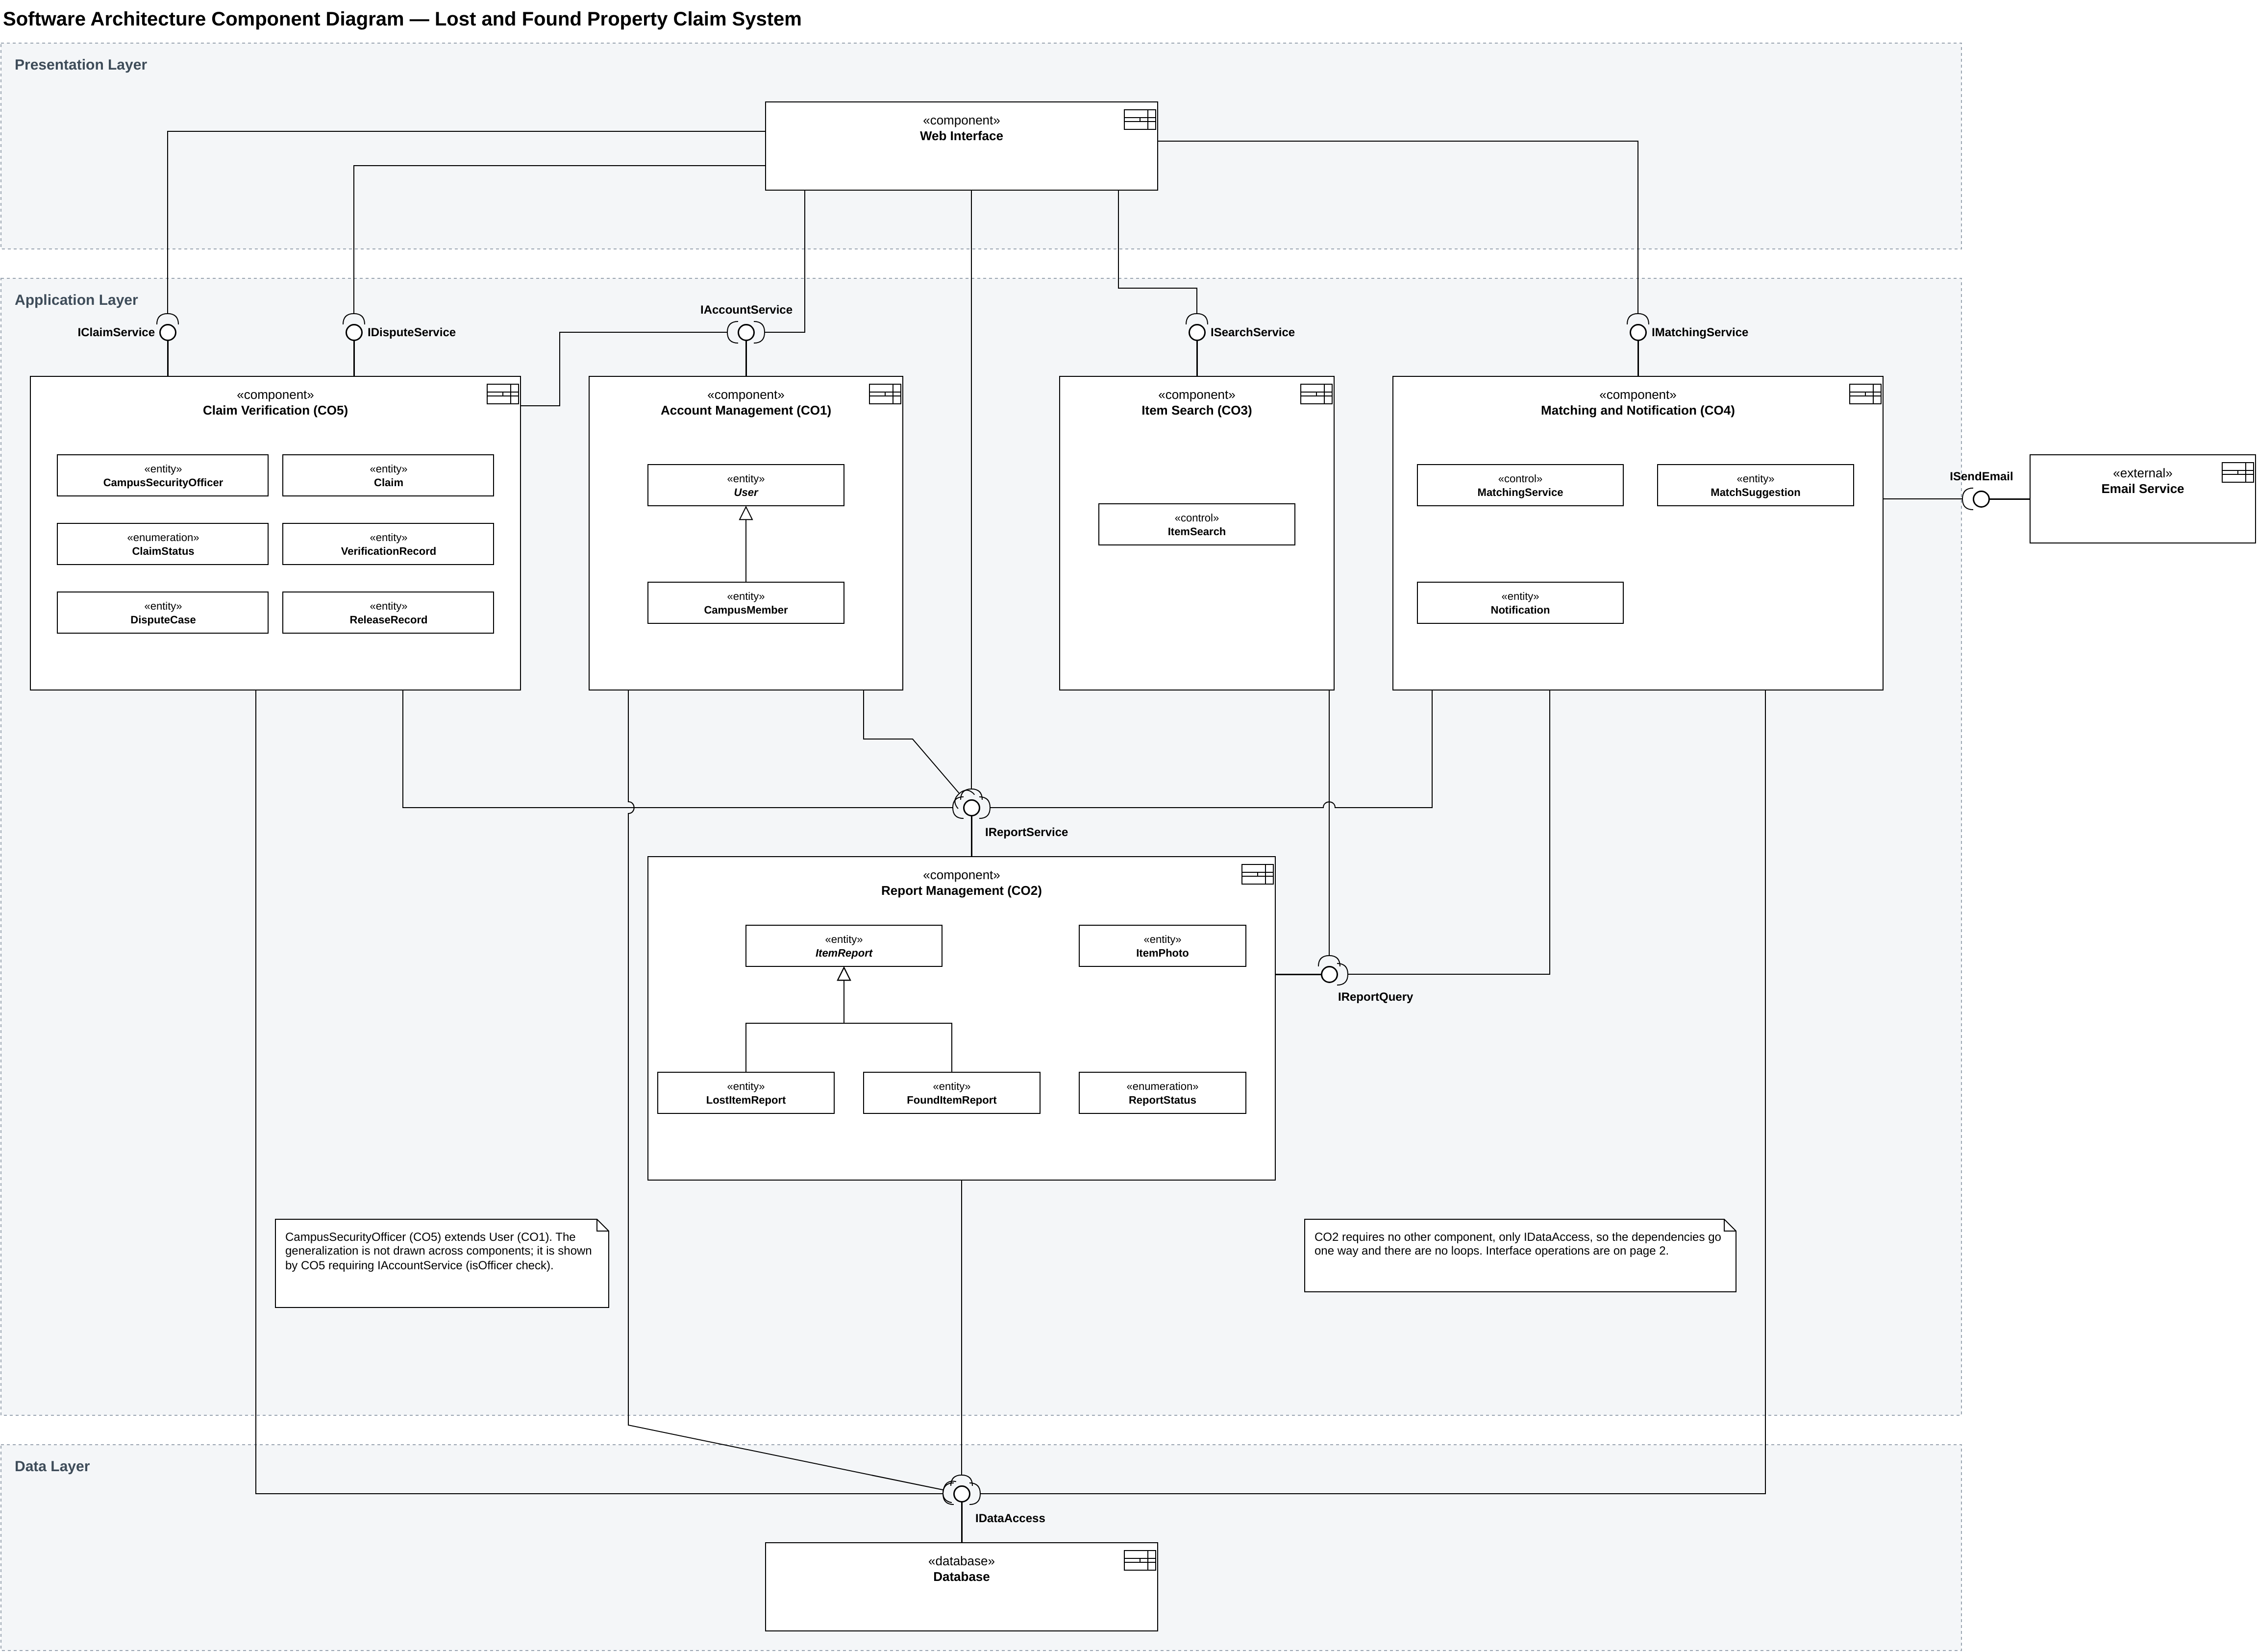 Software Architecture Component Diagram — Lost and Found Property Claim System
Presentation Layer
«component»
Web Interface
Application Layer
IClaimService
IDisputeService
IAccountService
ISearchService
IMatchingService
«component»
Claim Verification (CO5)
«entity»
CampusSecurityOfficer
«entity»
Claim
«enumeration»
ClaimStatus
«entity»
VerificationRecord
«entity»
DisputeCase
«entity»
ReleaseRecord
«component»
Account Management (CO1)
«entity»
User
«entity»
CampusMember
«component»
Item Search (CO3)
«control»
ItemSearch
«component»
Matching and Notification (CO4)
«control»
MatchingService
«entity»
MatchSuggestion
«entity»
Notification
ISendEmail
«external»
Email Service
IReportService
«component»
Report Management (CO2)
«entity»
ItemReport
«entity»
ItemPhoto
«entity»
LostItemReport
«entity»
FoundItemReport
«enumeration»
ReportStatus
IReportQuery
CampusSecurityOfficer (CO5) extends User (CO1). The
generalization is not drawn across components; it is shown
by CO5 requiring IAccountService (isOfficer check).
CO2 requires no other component, only IDataAccess, so the dependencies go
one way and there are no loops. Interface operations are on page 2.
Data Layer
IDataAccess
«database»
Database